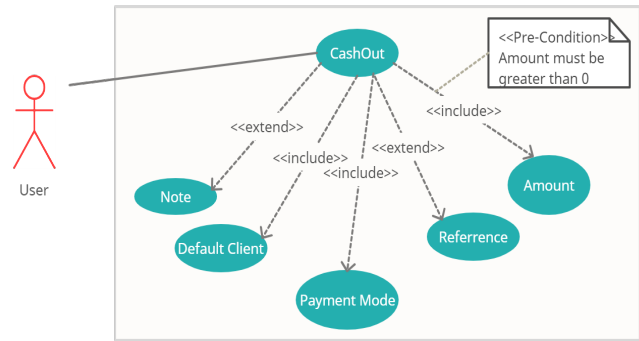 CashOut
<<Pre-Condition>>
Amount must be
greater than 0
<<include>>
<<extend>>
<<extend>>
<<include>>
<<include>>
User
Note
Amount
Default Client
Referrence
Payment Mode